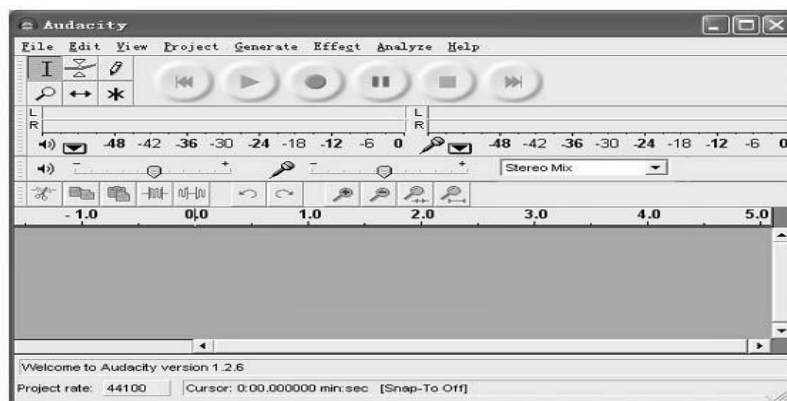 Audacity
File Edit View Project Generate Effect Analyze Help
L L
R R
-48 -42 -36 -30 -24 -18 -12 -6 0 -48 -42 -36 -30 -24 -18 -12 -6 0
- + - + Stereo Mix
- 1.0 0.0 1.0 2.0 3.0 4.0 5.0
Welcome to Audacity version 1.2.6
Project rate: 44100 Cursor: 0:00.000000 min:sec [Snap-To Off]